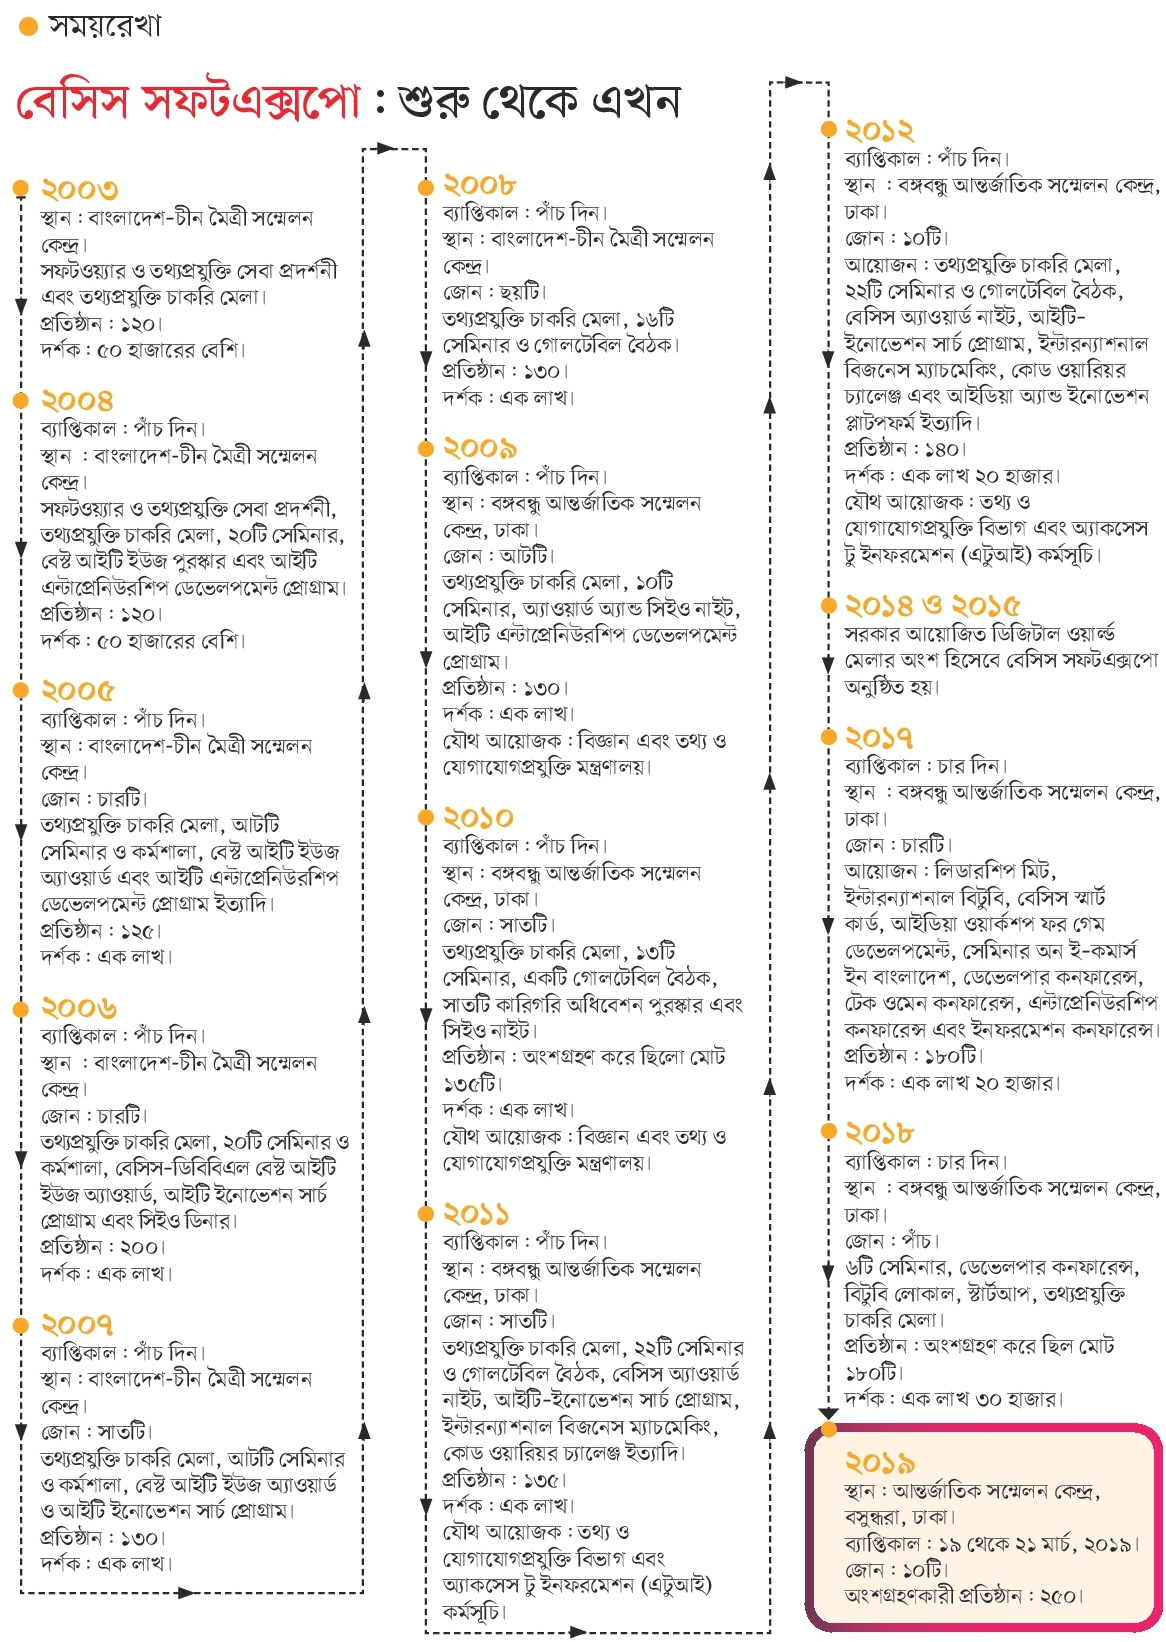 সময়রেখা
বেসিস সফটএক্সপো : শুরু থেকে এখন
২০০৩
স্থান : বাংলাদেশ-চীন মৈত্রী সম্মেলন
কেন্দ্র।
সফটওয়্যার ও তথ্যপ্রযুক্তি সেবা প্রদর্শনী
এবং তথ্যপ্রযুক্তি চাকরি মেলা।
প্রতিষ্ঠান : ১২০।
দর্শক : ৫০ হাজারের বেশি।
২০০৪
ব্যাপ্তিকাল : পাঁচ দিন।
স্থান : বাংলাদেশ-চীন মৈত্রী সম্মেলন
কেন্দ্র।
সফটওয়্যার ও তথ্যপ্রযুক্তি সেবা প্রদর্শনী,
তথ্যপ্রযুক্তি চাকরি মেলা, ২০টি সেমিনার,
বেস্ট আইটি ইউজ পুরস্কার এবং আইটি
এন্টাপ্রেনিউরশিপ ডেভেলপমেন্ট প্রোগ্রাম।
প্রতিষ্ঠান : ১২০।
দর্শক : ৫০ হাজারের বেশি।
২০০৫
ব্যাপ্তিকাল : পাঁচ দিন।
স্থান : বাংলাদেশ-চীন মৈত্রী সম্মেলন
কেন্দ্র।
জোন : চারটি।
তথ্যপ্রযুক্তি চাকরি মেলা, আটটি
সেমিনার ও কর্মশালা, বেস্ট আইটি ইউজ
অ্যাওয়ার্ড এবং আইটি এন্টাপ্রেনিউরশিপ
ডেভেলপমেন্ট প্রোগ্রাম ইত্যাদি।
প্রতিষ্ঠান : ১২৫।
দর্শক : এক লাখ।
২০০৬
ব্যাপ্তিকাল : পাঁচ দিন।
স্থান : বাংলাদেশ-চীন মৈত্রী সম্মেলন
কেন্দ্র।
জোন : চারটি।
তথ্যপ্রযুক্তি চাকরি মেলা, ২০টি সেমিনার ও
কর্মশালা, বেসিস-ডিবিবিএল বেস্ট আইটি
ইউজ অ্যাওয়ার্ড, আইটি ইনোভেশন সার্চ
প্রোগ্রাম এবং সিইও ডিনার।
প্রতিষ্ঠান : ২০০।
দর্শক : এক লাখ।
২০০৭
ব্যাপ্তিকাল : পাঁচ দিন।
স্থান : বাংলাদেশ-চীন মৈত্রী সম্মেলন
কেন্দ্র।
জোন : সাতটি।
তথ্যপ্রযুক্তি চাকরি মেলা, আটটি সেমিনার
ও কর্মশালা, বেস্ট আইটি ইউজ অ্যাওয়ার্ড
ও আইটি ইনোভেশন সার্চ প্রোগ্রাম।
প্রতিষ্ঠান : ১৩০।
দর্শক : এক লাখ।
২০০৮
ব্যাপ্তিকাল : পাঁচ দিন।
স্থান : বাংলাদেশ-চীন মৈত্রী সম্মেলন
কেন্দ্র।
জোন : ছয়টি।
তথ্যপ্রযুক্তি চাকরি মেলা, ১৬টি
সেমিনার ও গোলটেবিল বৈঠক।
প্রতিষ্ঠান : ১৩০।
দর্শক : এক লাখ।
২০০৯
ব্যাপ্তিকাল : পাঁচ দিন।
স্থান : বঙ্গবন্ধু আন্তর্জাতিক সম্মেলন
কেন্দ্র, ঢাকা।
জোন : আটটি।
তথ্যপ্রযুক্তি চাকরি মেলা, ১০টি
সেমিনার, অ্যাওয়ার্ড অ্যান্ড সিইও নাইট,
আইটি এন্টাপ্রেনিউরশিপ ডেভেলপমেন্ট
প্রোগ্রাম।
প্রতিষ্ঠান : ১৩০।
দর্শক : এক লাখ।
যৌথ আয়োজক : বিজ্ঞান এবং তথ্য ও
যোগাযোগপ্রযুক্তি মন্ত্রণালয়।
২০১০
ব্যাপ্তিকাল : পাঁচ দিন।
স্থান : বঙ্গবন্ধু আন্তর্জাতিক সম্মেলন
কেন্দ্র, ঢাকা।
জোন : সাতটি।
তথ্যপ্রযুক্তি চাকরি মেলা, ১৩টি
সেমিনার, একটি গোলটেবিল বৈঠক,
সাতটি কারিগরি অধিবেশন পুরস্কার এবং
সিইও নাইট।
প্রতিষ্ঠান : অংশগ্রহণ করে ছিলো মোট
১৩৫টি।
দর্শক : এক লাখ।
যৌথ আয়োজক : বিজ্ঞান এবং তথ্য ও
যোগাযোগপ্রযুক্তি মন্ত্রণালয়।
২০১১
ব্যাপ্তিকাল : পাঁচ দিন।
স্থান : বঙ্গবন্ধু আন্তর্জাতিক সম্মেলন
কেন্দ্র, ঢাকা।
জোন : সাতটি।
তথ্যপ্রযুক্তি চাকরি মেলা, ২২টি সেমিনার
ও গোলটেবিল বৈঠক, বেসিস অ্যাওয়ার্ড
নাইট, আইটি-ইনোভেশন সার্চ প্রোগ্রাম,
ইন্টারন্যাশনাল বিজনেস ম্যাচমেকিং,
কোড ওয়ারিয়র চ্যালেঞ্জ ইত্যাদি।
প্রতিষ্ঠান : ১৩৫।
দর্শক : এক লাখ।
যৌথ আয়োজক : তথ্য ও
যোগাযোগপ্রযুক্তি বিভাগ এবং
অ্যাকসেস টু ইনফরমেশন (এটুআই)
কর্মসূচি।
২০১২
ব্যাপ্তিকাল : পাঁচ দিন।
স্থান : বঙ্গবন্ধু আন্তর্জাতিক সম্মেলন কেন্দ্র,
ঢাকা।
জোন : ১০টি।
আয়োজন : তথ্যপ্রযুক্তি চাকরি মেলা,
২২টি সেমিনার ও গোলটেবিল বৈঠক,
বেসিস অ্যাওয়ার্ড নাইট, আইটি-
ইনোভেশন সার্চ প্রোগ্রাম, ইন্টারন্যাশনাল
বিজনেস ম্যাচমেকিং, কোড ওয়ারিয়র
চ্যালেঞ্জ এবং আইডিয়া অ্যান্ড ইনোভেশন
প্লাটপফর্ম ইত্যাদি।
প্রতিষ্ঠান : ১৪০।
দর্শক : এক লাখ ২০ হাজার।
যৌথ আয়োজক : তথ্য ও
যোগাযোগপ্রযুক্তি বিভাগ এবং অ্যাকসেস
টু ইনফরমেশন (এটুআই) কর্মসূচি।
২০১৪ ও ২০১৫
সরকার আয়োজিত ডিজিটাল ওয়ার্ল্ড
মেলার অংশ হিসেবে বেসিস সফটএক্সপো
অনুষ্ঠিত হয়।
২০১৭
ব্যাপ্তিকাল : চার দিন।
স্থান : বঙ্গবন্ধু আন্তর্জাতিক সম্মেলন কেন্দ্র,
ঢাকা।
জোন : চারটি।
আয়োজন : লিডারশিপ মিট,
ইন্টারন্যাশনাল বিটুবি, বেসিস স্মার্ট
কার্ড, আইডিয়া ওয়ার্কশপ ফর গেম
ডেভেলপমেন্ট, সেমিনার অন ই-কমার্স
ইন বাংলাদেশ, ডেভেলপার কনফারেন্স,
টেক ওমেন কনফারেন্স, এন্টাপ্রেনিউরশিপ
কনফারেন্স এবং ইনফরমেশন কনফারেন্স।
প্রতিষ্ঠান : ১৮০টি।
দর্শক : এক লাখ ২০ হাজার।
২০১৮
ব্যাপ্তিকাল : চার দিন।
স্থান : বঙ্গবন্ধু আন্তর্জাতিক সম্মেলন কেন্দ্র,
ঢাকা।
জোন : পাঁচ।
৬টি সেমিনার, ডেভেলপার কনফারেন্স,
বিটুবি লোকাল, স্টার্টআপ, তথ্যপ্রযুক্তি
চাকরি মেলা।
প্রতিষ্ঠান : অংশগ্রহণ করে ছিল মোট
১৮০টি।
দর্শক : এক লাখ ৩০ হাজার।
২০১৯
স্থান : আন্তর্জাতিক সম্মেলন কেন্দ্র,
বসুন্ধরা, ঢাকা।
ব্যাপ্তিকাল : ১৯ থেকে ২১ মার্চ, ২০১৯।
জোন : ১০টি।
অংশগ্রহণকারী প্রতিষ্ঠান : ২৫০।